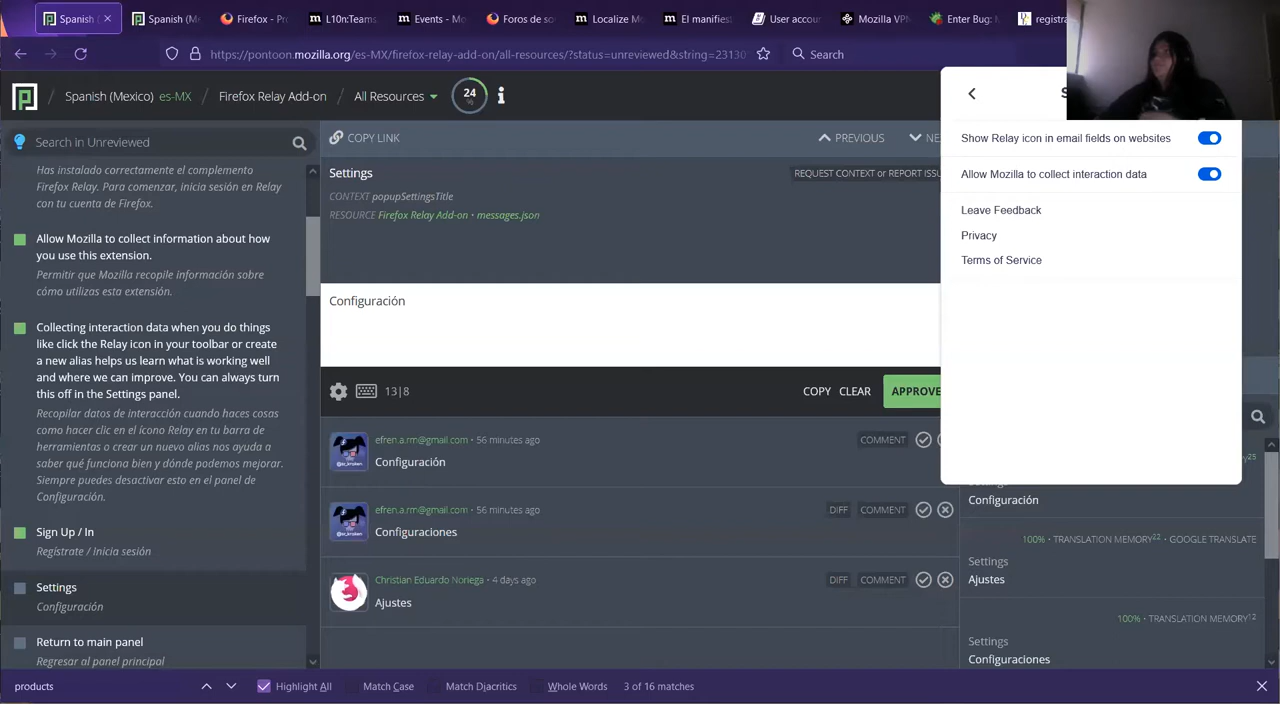 Spanish
Spanish (Me
Firefox - Pro
L10n:Teams
Events - Mo
Foros de so
Localize Mo
El manifies
User accou
Mozilla VPN
Enter Bug: M
registra
https://pontoon.mozilla.org/es-MX/firefox-relay-add-on/all-resources/?status=unreviewed&string=23130
Search
Spanish (Mexico) es-MX
Firefox Relay Add-on
All Resources
24
%
Search in Unreviewed
COPY LINK
PREVIOUS
NE
Has instalado correctamente el complemento
Firefox Relay. Para comenzar, inicia sesión en Relay
con tu cuenta de Firefox.
Allow Mozilla to collect information about how
you use this extension.
Permitir que Mozilla recopile información sobre
cómo utilizas esta extensión.
Collecting interaction data when you do things
like click the Relay icon in your toolbar or create
a new alias helps us learn what is working well
and where we can improve. You can always turn
this off in the Settings panel.
Recopilar datos de interacción cuando haces cosas
como hacer clic en el ícono Relay en tu barra de
herramientas o crear un nuevo alias nos ayuda a
saber qué funciona bien y dónde podemos mejorar.
Siempre puedes desactivar esto en el panel de
Configuración.
Sign Up / In
Regístrate / Inicia sesión
Settings
Configuración
Return to main panel
Regresar al panel principal
Settings
REQUEST CONTEXT or REPORT ISSU
CONTEXT popupSettingsTitle
RESOURCE Firefox Relay Add-on • messages.json
Configuración
13|8
COPY
CLEAR
APPROVE
efren.a.rm@gmail.com • 56 minutes ago
COMMENT
Configuración
efren.a.rm@gmail.com • 56 minutes ago
DIFF
COMMENT
Configuraciones
Christian Eduardo Noriega • 4 days ago
DIFF
COMMENT
Ajustes
S
Show Relay icon in email fields on websites
Allow Mozilla to collect interaction data
Leave Feedback
Privacy
Terms of Service
Y25
Configuración
100% • TRANSLATION MEMORY22 • GOOGLE TRANSLATE
Settings
Ajustes
100% • TRANSLATION MEMORY12
Settings
Configuraciones
products
Highlight All
Match Case
Match Diacritics
Whole Words
3 of 16 matches